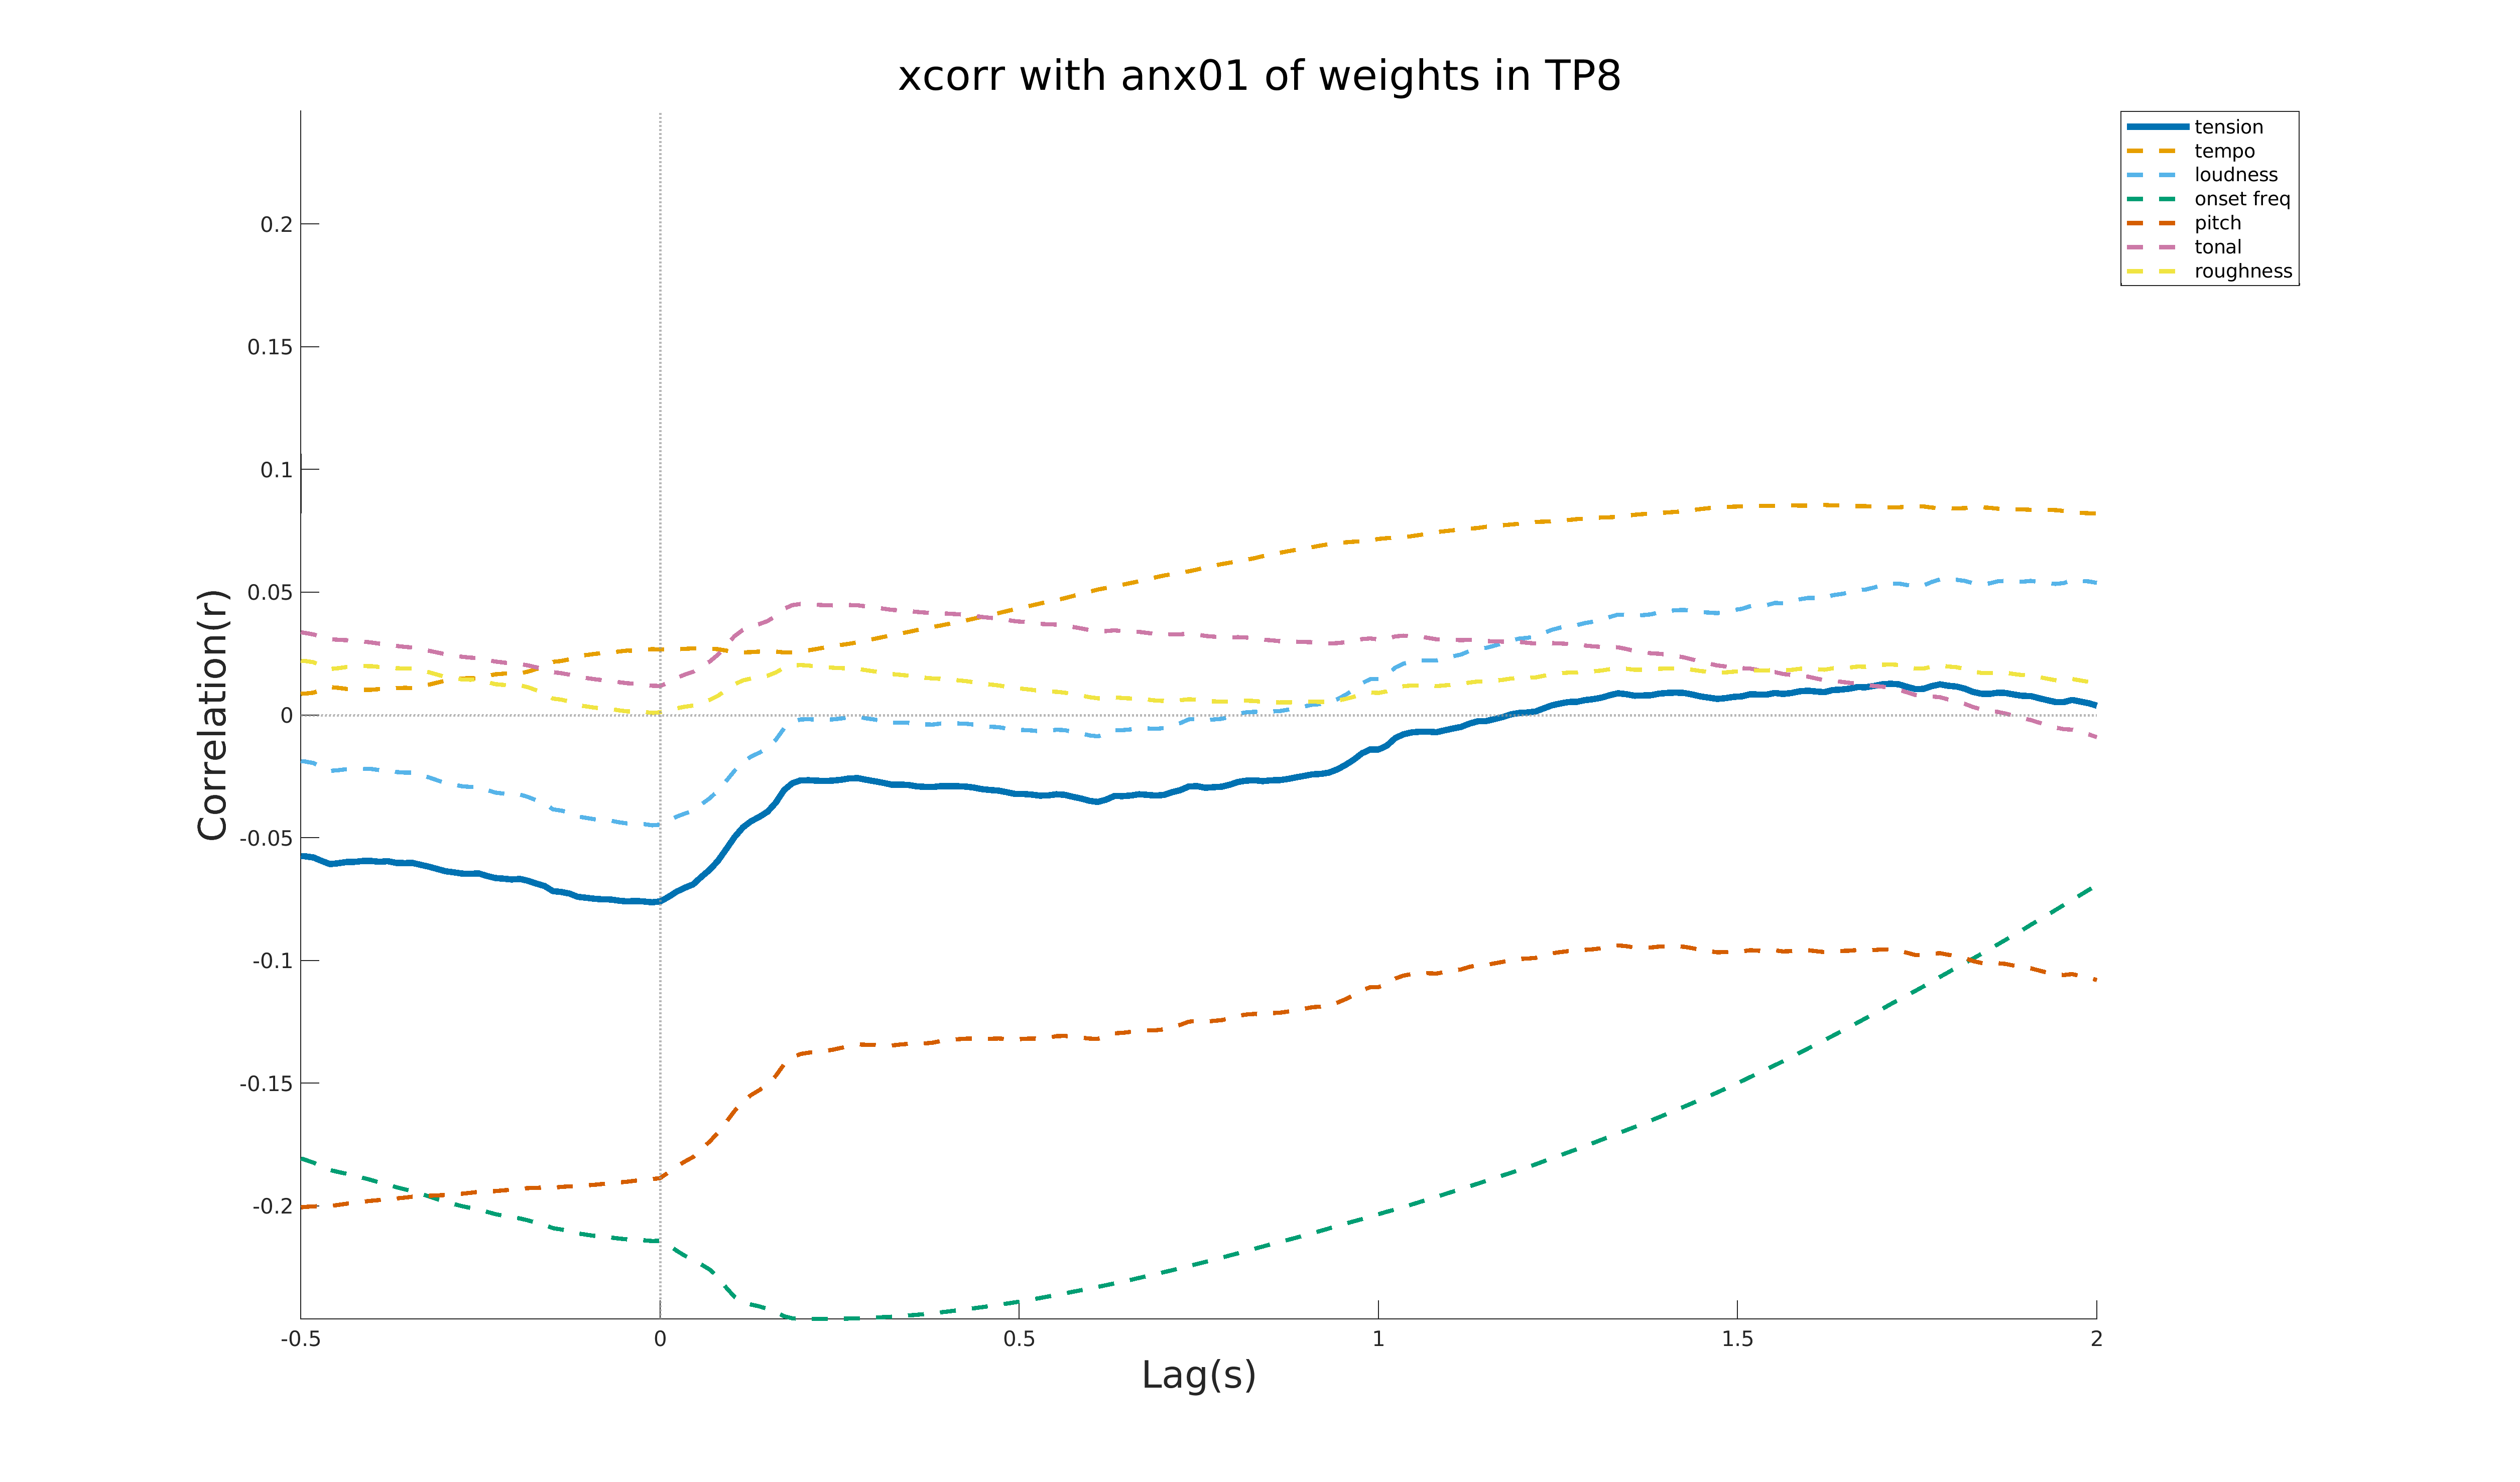 xcorr with anx01 of weights in TP8
tension
tempo
loudness
onset freq
pitch
tonal
roughness
0.2
0.15
0.1
0.05
0
-0.05
-0.1
-0.15
-0.2
Correlation(r)
-0.5
0
0.5
1
1.5
2
Lag(s)